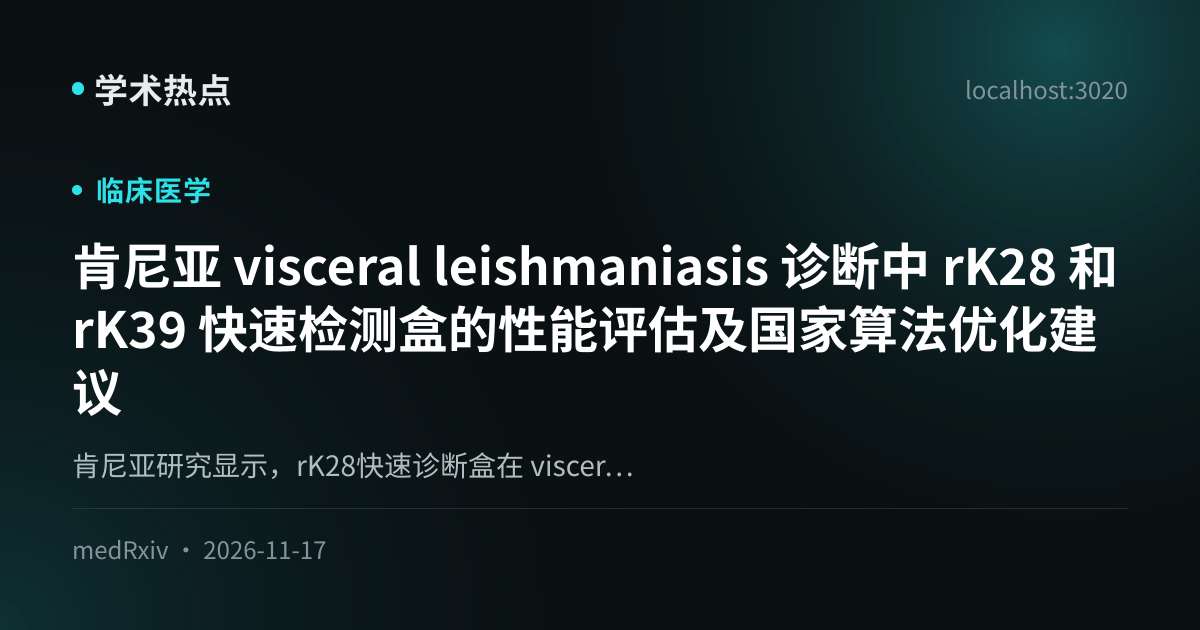 学术热点
localhost:3020
临床医学
肯尼亚 visceral leishmaniasis 诊断中 rK28 和
rK39 快速检测盒的性能评估及国家算法优化建
议
肯尼亚研究显示，rK28快速诊断盒在 viscer…
medRxiv • 2026-11-17